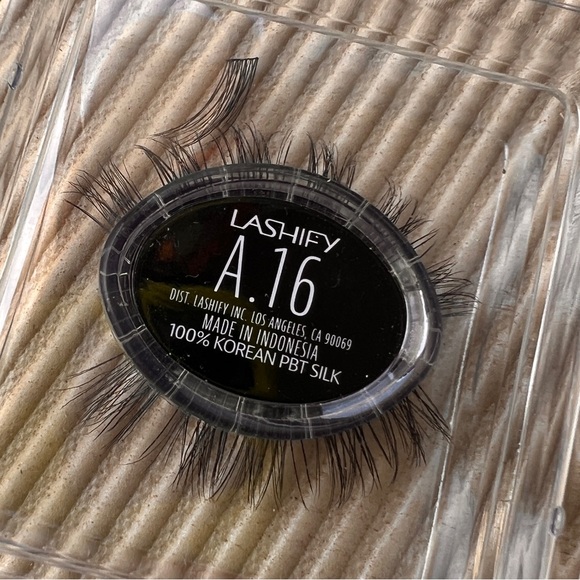 LASHIFY
A.16
DIST. LASHIFY INC. LOS ANGELES, CA 90069
MADE IN INDONESIA
100% KOREAN PBT SILK